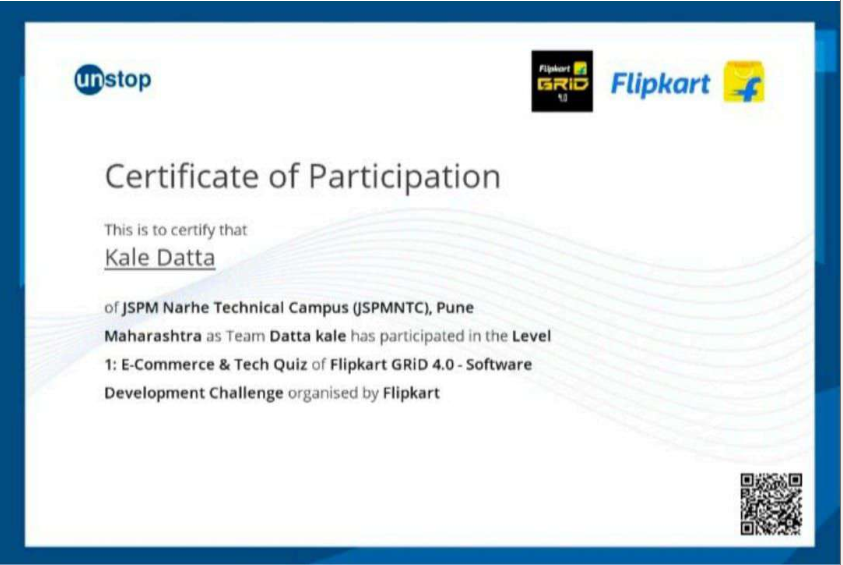 unstop
Flipkart
GRiD
4.0
Flipkart
Certificate of Participation
This is to certify that
Kale Datta
of JSPM Narhe Technical Campus (JSPMNTC), Pune
Maharashtra as Team Datta kale has participated in the Level
1: E-Commerce & Tech Quiz of Flipkart GRiD 4.0 - Software
Development Challenge organised by Flipkart